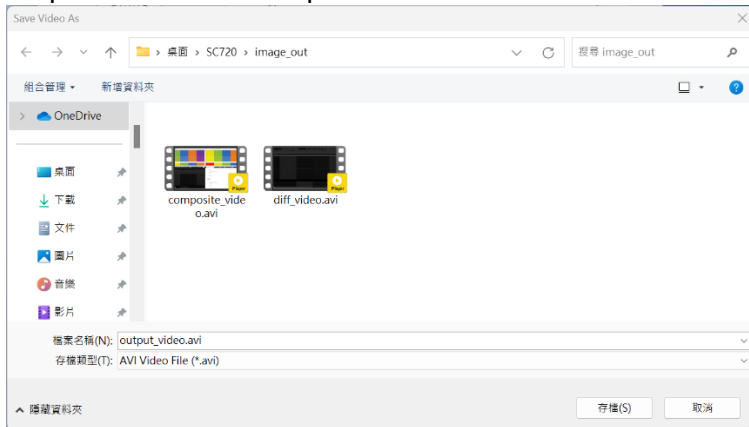 Save Video As
桌面 › SC720 › image_out
搜尋 image_out
組合管理
新增資料夾
OneDrive
桌面
下載
文件
圖片
音樂
影片
composite_vide
o.avi
diff_video.avi
檔案名稱(N): output_video.avi
存檔類型(T): AVI Video File (*.avi)
隱藏資料夾
存檔(S)
取消